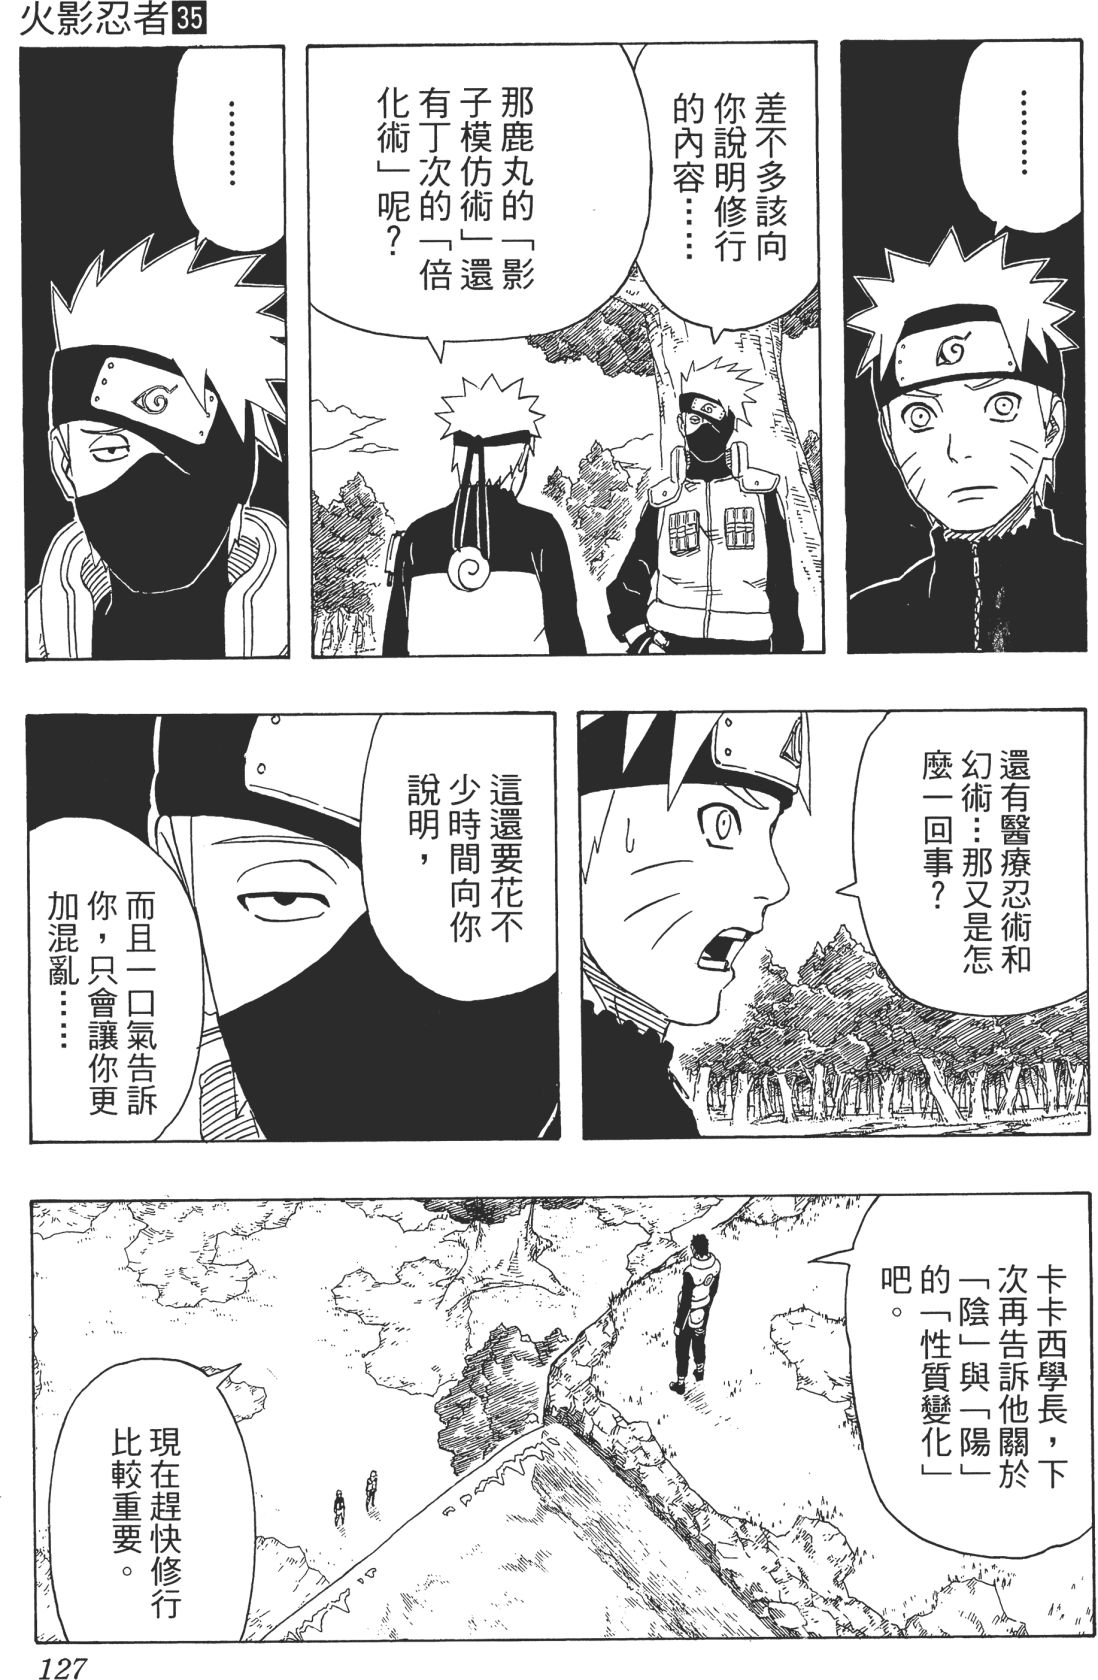 火影忍者35
………
差不多該向
你說明修行
的內容……
那鹿丸的「影
子模仿術」還
有丁次的「倍
化術」呢？
………
還有醫療忍術和
幻術…那又是怎
麼一回事？
這還要花不
少時間向你
說明，
而且一口氣告訴
你，只會讓你更
加混亂……
卡卡西學長，下
次再告訴他關於
「陰」與「陽」
的「性質變化」
吧。
現在趕快修行
比較重要。
127